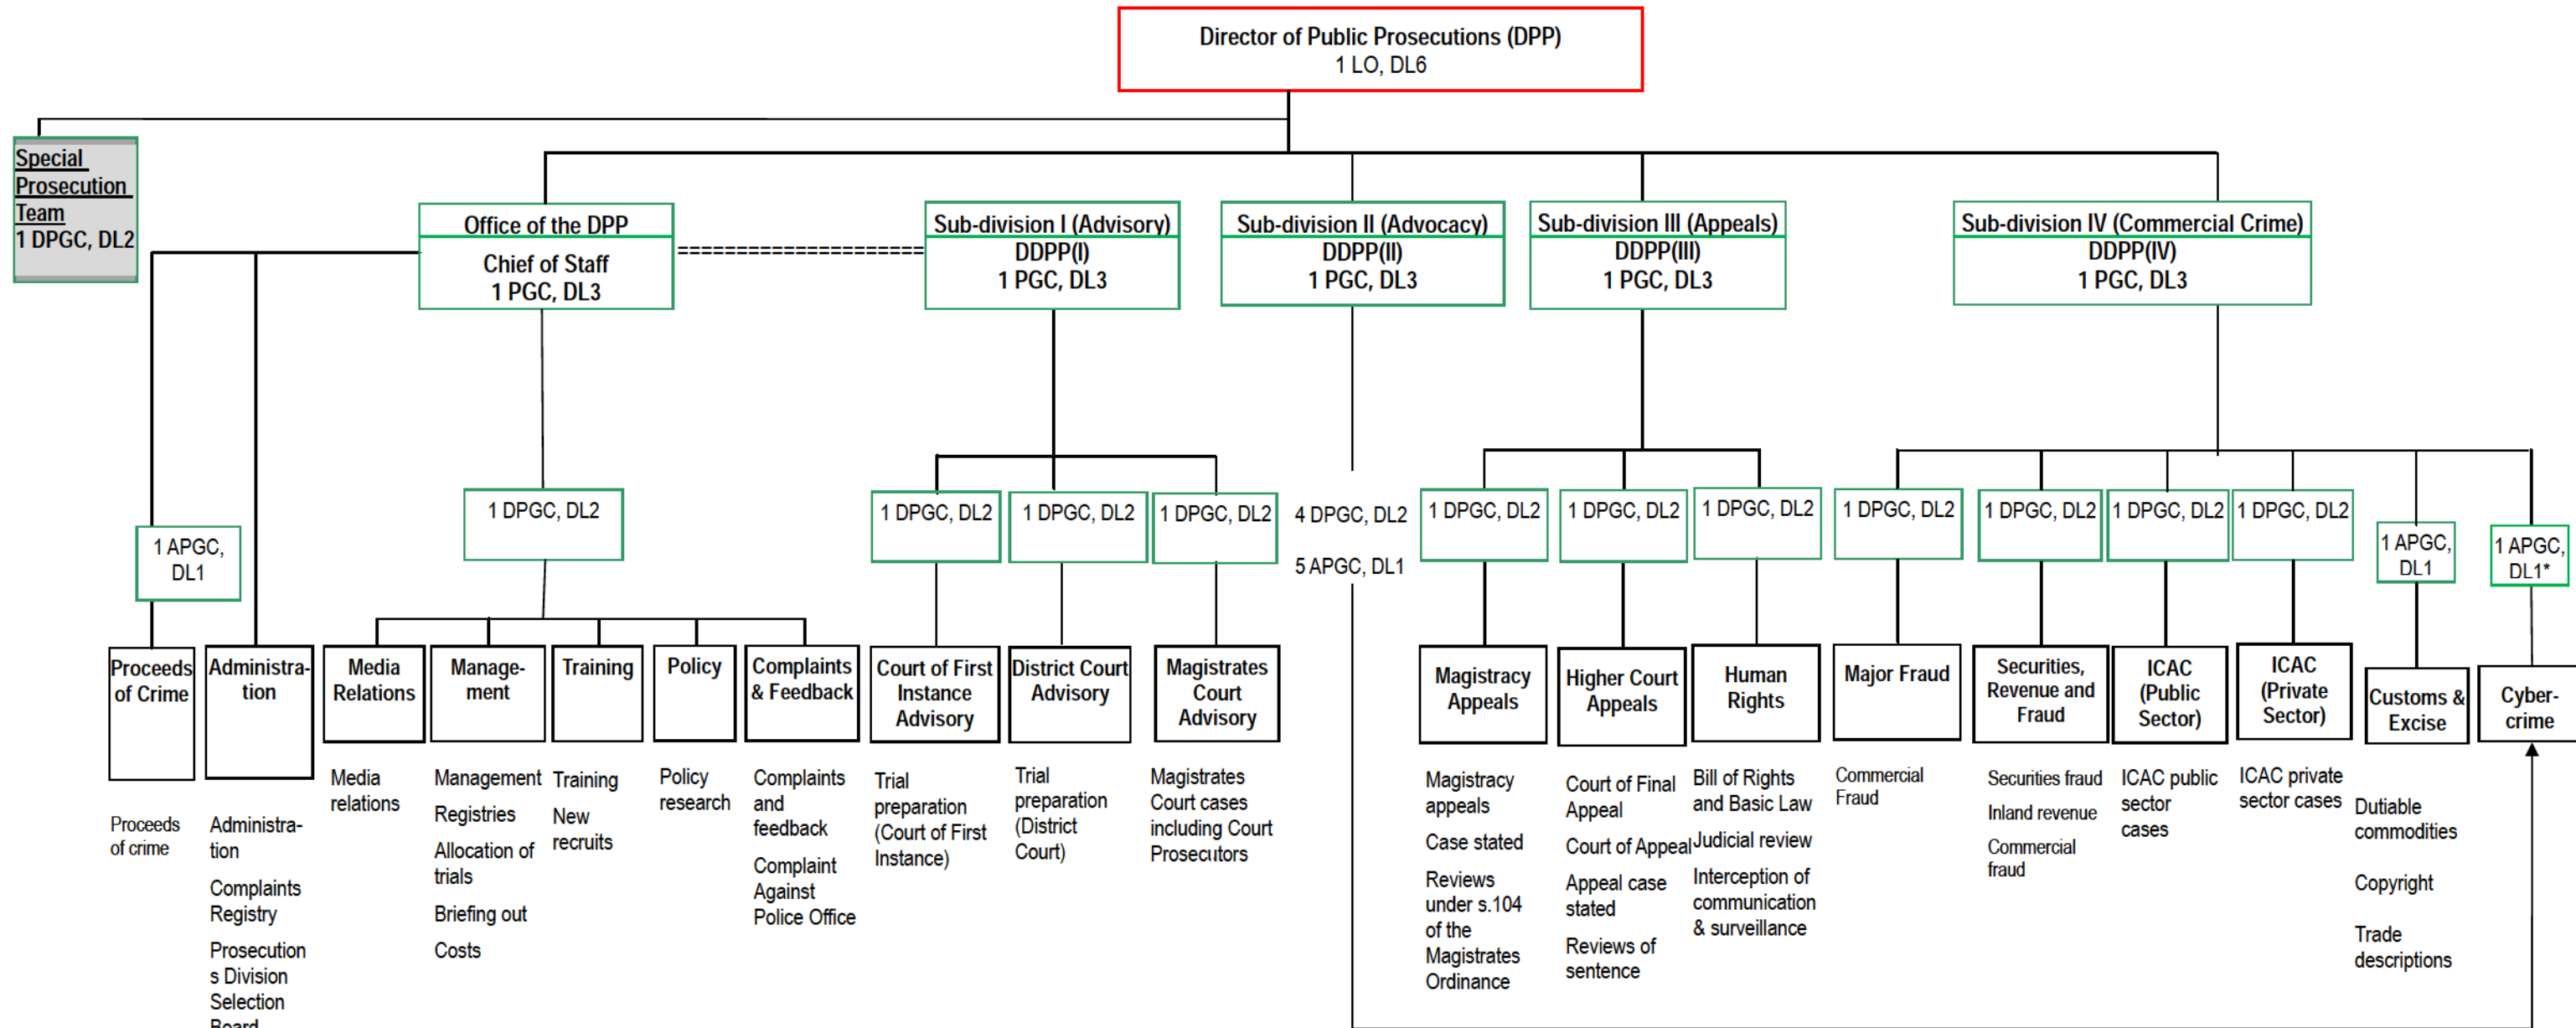 Director of Public Prosecutions (DPP)
1 LO, DL6
Special
Prosecution
Team
1 DPGC, DL2
Office of the DPP
Chief of Staff
1 PGC, DL3
===================
Sub-division I (Advisory)
DDPP(I)
1 PGC, DL3
Sub-division II (Advocacy)
DDPP(II)
1 PGC, DL3
Sub-division III (Appeals)
DDPP(III)
1 PGC, DL3
Sub-division IV (Commercial Crime)
DDPP(IV)
1 PGC, DL3
1 APGC,
DL1
1 DPGC, DL2
1 DPGC, DL2
1 DPGC, DL2
1 DPGC, DL2
4 DPGC, DL2
5 APGC, DL1
1 DPGC, DL2
1 DPGC, DL2
1 DPGC, DL2
1 DPGC, DL2
1 DPGC, DL2
1 DPGC, DL2
1 DPGC, DL2
1 APGC,
DL1
1 APGC,
DL1*
Proceeds
of Crime
Administra-
tion
Media
Relations
Manage-
ment
Training
Policy
Complaints
& Feedback
Court of First
Instance
Advisory
District Court
Advisory
Magistrates
Court
Advisory
Magistracy
Appeals
Higher Court
Appeals
Human
Rights
Major Fraud
Securities,
Revenue and
Fraud
ICAC
(Public
Sector)
ICAC
(Private
Sector)
Customs &
Excise
Cyber-
crime
Proceeds
of crime
Administra-
tion
Complaints
Registry
Prosecution
s Division
Selection
Board
Media
relations
Management
Registries
Allocation of
trials
Briefing out
Costs
Training
New
recruits
Policy
research
Complaints
and
feedback
Complaint
Against
Police Office
Trial
preparation
(Court of First
Instance)
Trial
preparation
(District
Court)
Magistrates
Court cases
including Court
Prosecutors
Magistracy
appeals
Case stated
Reviews
under s.104
of the
Magistrates
Ordinance
Court of Final
Appeal
Court of Appeal
Appeal case
stated
Reviews of
sentence
Bill of Rights
and Basic Law
Judicial review
Interception of
communication
& surveillance
Commercial
Fraud
Securities fraud
Inland revenue
Commercial
fraud
ICAC public
sector
cases
ICAC private
sector cases
Dutiable
commodities
Copyright
Trade
descriptions